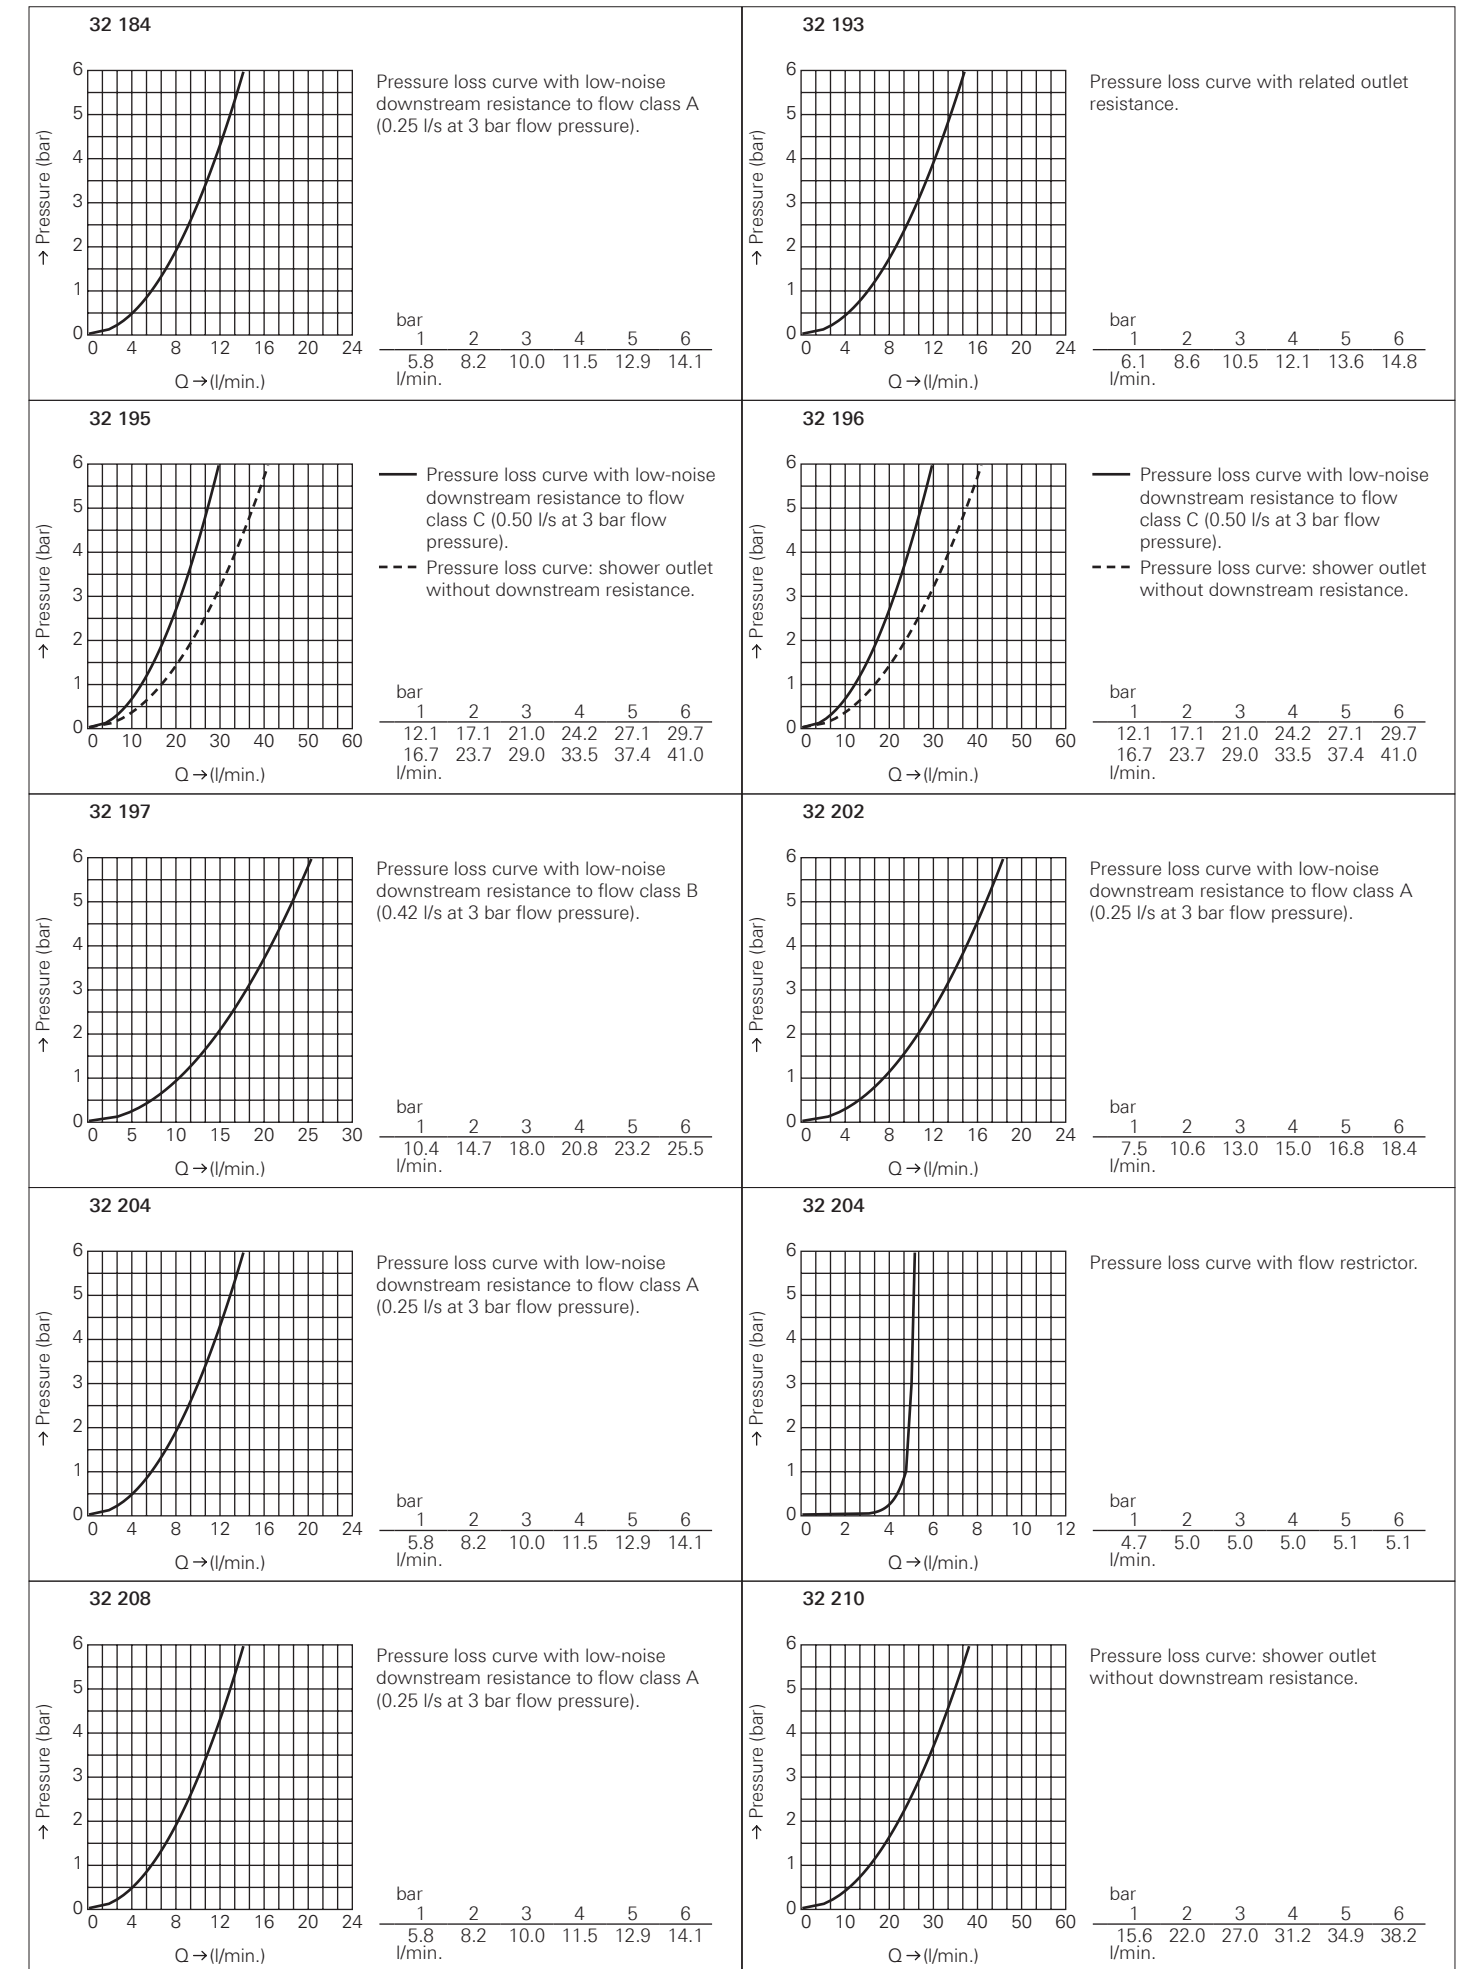 32 184
6
5
4
3
2
1
0
→ Pressure (bar)
0 4 8 12 16 20 24
Q → (l/min.)
Pressure loss curve with low-noise
downstream resistance to flow class A
(0.25 l/s at 3 bar flow pressure).
bar
1 2 3 4 5 6
5.8 8.2 10.0 11.5 12.9 14.1
l/min.
32 193
6
5
4
3
2
1
0
→ Pressure (bar)
0 4 8 12 16 20 24
Q → (l/min.)
Pressure loss curve with related outlet
resistance.
bar
1 2 3 4 5 6
6.1 8.6 10.5 12.1 13.6 14.8
l/min.
32 195
6
5
4
3
2
1
0
→ Pressure (bar)
0 10 20 30 40 50 60
Q → (l/min.)
Pressure loss curve with low-noise
downstream resistance to flow
class C (0.50 l/s at 3 bar flow
pressure).
Pressure loss curve: shower outlet
without downstream resistance.
bar
1 2 3 4 5 6
12.1 17.1 21.0 24.2 27.1 29.7
16.7 23.7 29.0 33.5 37.4 41.0
l/min.
32 196
6
5
4
3
2
1
0
→ Pressure (bar)
0 10 20 30 40 50 60
Q → (l/min.)
Pressure loss curve with low-noise
downstream resistance to flow
class C (0.50 l/s at 3 bar flow
pressure).
Pressure loss curve: shower outlet
without downstream resistance.
bar
1 2 3 4 5 6
12.1 17.1 21.0 24.2 27.1 29.7
16.7 23.7 29.0 33.5 37.4 41.0
l/min.
32 197
6
5
4
3
2
1
0
→ Pressure (bar)
0 5 10 15 20 25 30
Q → (l/min.)
Pressure loss curve with low-noise
downstream resistance to flow class B
(0.42 l/s at 3 bar flow pressure).
bar
1 2 3 4 5 6
10.4 14.7 18.0 20.8 23.2 25.5
l/min.
32 202
6
5
4
3
2
1
0
→ Pressure (bar)
0 4 8 12 16 20 24
Q → (l/min.)
Pressure loss curve with low-noise
downstream resistance to flow class A
(0.25 l/s at 3 bar flow pressure).
bar
1 2 3 4 5 6
7.5 10.6 13.0 15.0 16.8 18.4
l/min.
32 204
6
5
4
3
2
1
0
→ Pressure (bar)
0 4 8 12 16 20 24
Q → (l/min.)
Pressure loss curve with low-noise
downstream resistance to flow class A
(0.25 l/s at 3 bar flow pressure).
bar
1 2 3 4 5 6
5.8 8.2 10.0 11.5 12.9 14.1
l/min.
32 204
6
5
4
3
2
1
0
→ Pressure (bar)
0 2 4 6 8 10 12
Q → (l/min.)
Pressure loss curve with flow restrictor.
bar
1 2 3 4 5 6
4.7 5.0 5.0 5.0 5.1 5.1
l/min.
32 208
6
5
4
3
2
1
0
→ Pressure (bar)
0 4 8 12 16 20 24
Q → (l/min.)
Pressure loss curve with low-noise
downstream resistance to flow class A
(0.25 l/s at 3 bar flow pressure).
bar
1 2 3 4 5 6
5.8 8.2 10.0 11.5 12.9 14.1
l/min.
32 210
6
5
4
3
2
1
0
→ Pressure (bar)
0 10 20 30 40 50 60
Q → (l/min.)
Pressure loss curve: shower outlet
without downstream resistance.
bar
1 2 3 4 5 6
15.6 22.0 27.0 31.2 34.9 38.2
l/min.